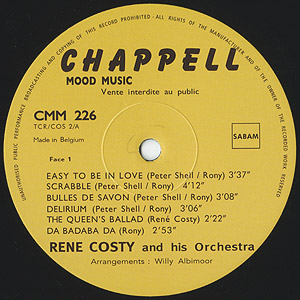 UNAUTHORISED PUBLIC PERFORMANCE BROADCASTING AND COPYING OF THIS RECORD PROHIBITED - ALL RIGHTS OF THE MANUFACTURER AND OF THE OWNER OF THE RECORDED WORK RESERVED
CHAPPELL
MOOD MUSIC
Vente interdite au public
CMM 226
TCR/COS 2/A
Made in Belgium
SABAM
Face 1
EASY TO BE IN LOVE (Peter Shell / Rony) 3'37"
SCRABBLE (Peter Shell / Rony) 4'12"
BULLES DE SAVON (Peter Shell / Rony) 3'08"
DELIRIUM (Peter Shell / Rony) 3'06"
THE QUEEN'S BALLAD (René Costy) 2'22"
DA BADABA DA (Rony) 2'53"
RENE COSTY and his Orchestra
Arrangements : Willy Albimoor